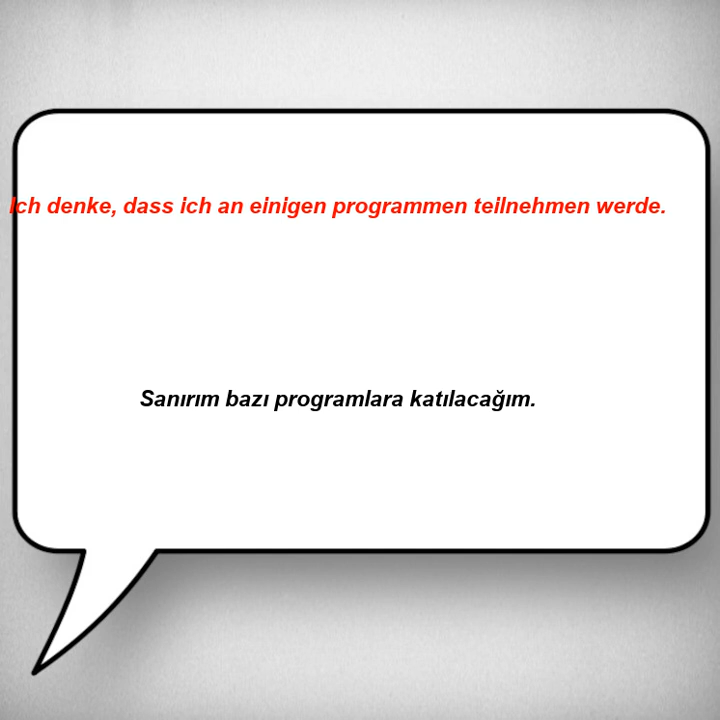 Ich denke, dass ich an einigen programmen teilnehmen werde.
Sanırım bazı programlara katılacağım.